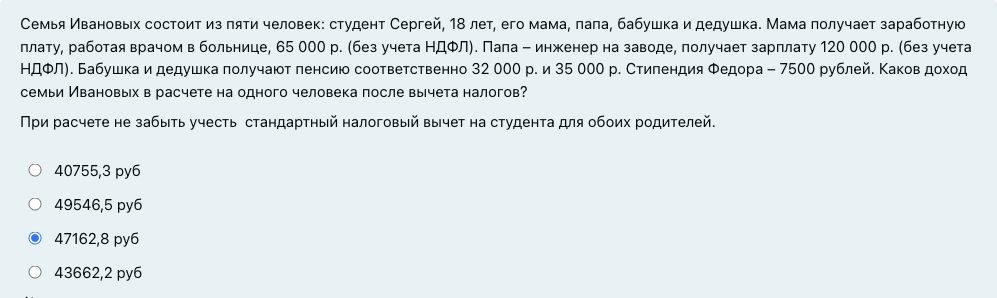 Семья Ивановых состоит из пяти человек: студент Сергей, 18 лет, его мама, папа, бабушка и дедушка. Мама получает заработную
плату, работая врачом в больнице, 65 000 р. (без учета НДФЛ). Папа – инженер на заводе, получает зарплату 120 000 р. (без учета
НДФЛ). Бабушка и дедушка получают пенсию соответственно 32 000 р. и 35 000 р. Стипендия Федора – 7500 рублей. Каков доход
семьи Ивановых в расчете на одного человека после вычета налогов?
При расчете не забыть учесть  стандартный налоговый вычет на студента для обоих родителей.
40755,3 руб
49546,5 руб
47162,8 руб
43662,2 руб